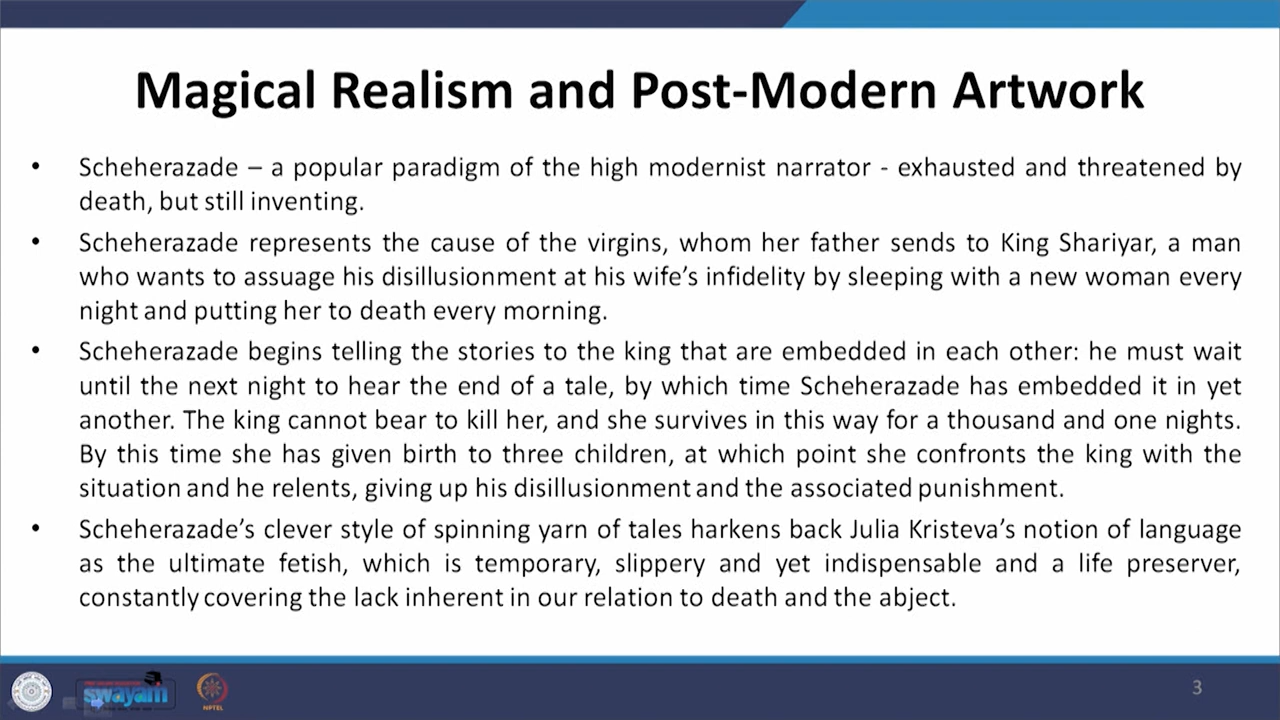 Magical Realism and Post-Modern Artwork
• Scheherazade – a popular paradigm of the high modernist narrator - exhausted and threatened by
death, but still inventing.
• Scheherazade represents the cause of the virgins, whom her father sends to King Shariyar, a man
who wants to assuage his disillusionment at his wife's infidelity by sleeping with a new woman every
night and putting her to death every morning.
• Scheherazade begins telling the stories to the king that are embedded in each other: he must wait
until the next night to hear the end of a tale, by which time Scheherazade has embedded it in yet
another. The king cannot bear to kill her, and she survives in this way for a thousand and one nights.
By this time she has given birth to three children, at which point she confronts the king with the
situation and he relents, giving up his disillusionment and the associated punishment.
• Scheherazade's clever style of spinning yarn of tales harkens back Julia Kristeva's notion of language
as the ultimate fetish, which is temporary, slippery and yet indispensable and a life preserver,
constantly covering the lack inherent in our relation to death and the abject.
swayam
NPTEL
3